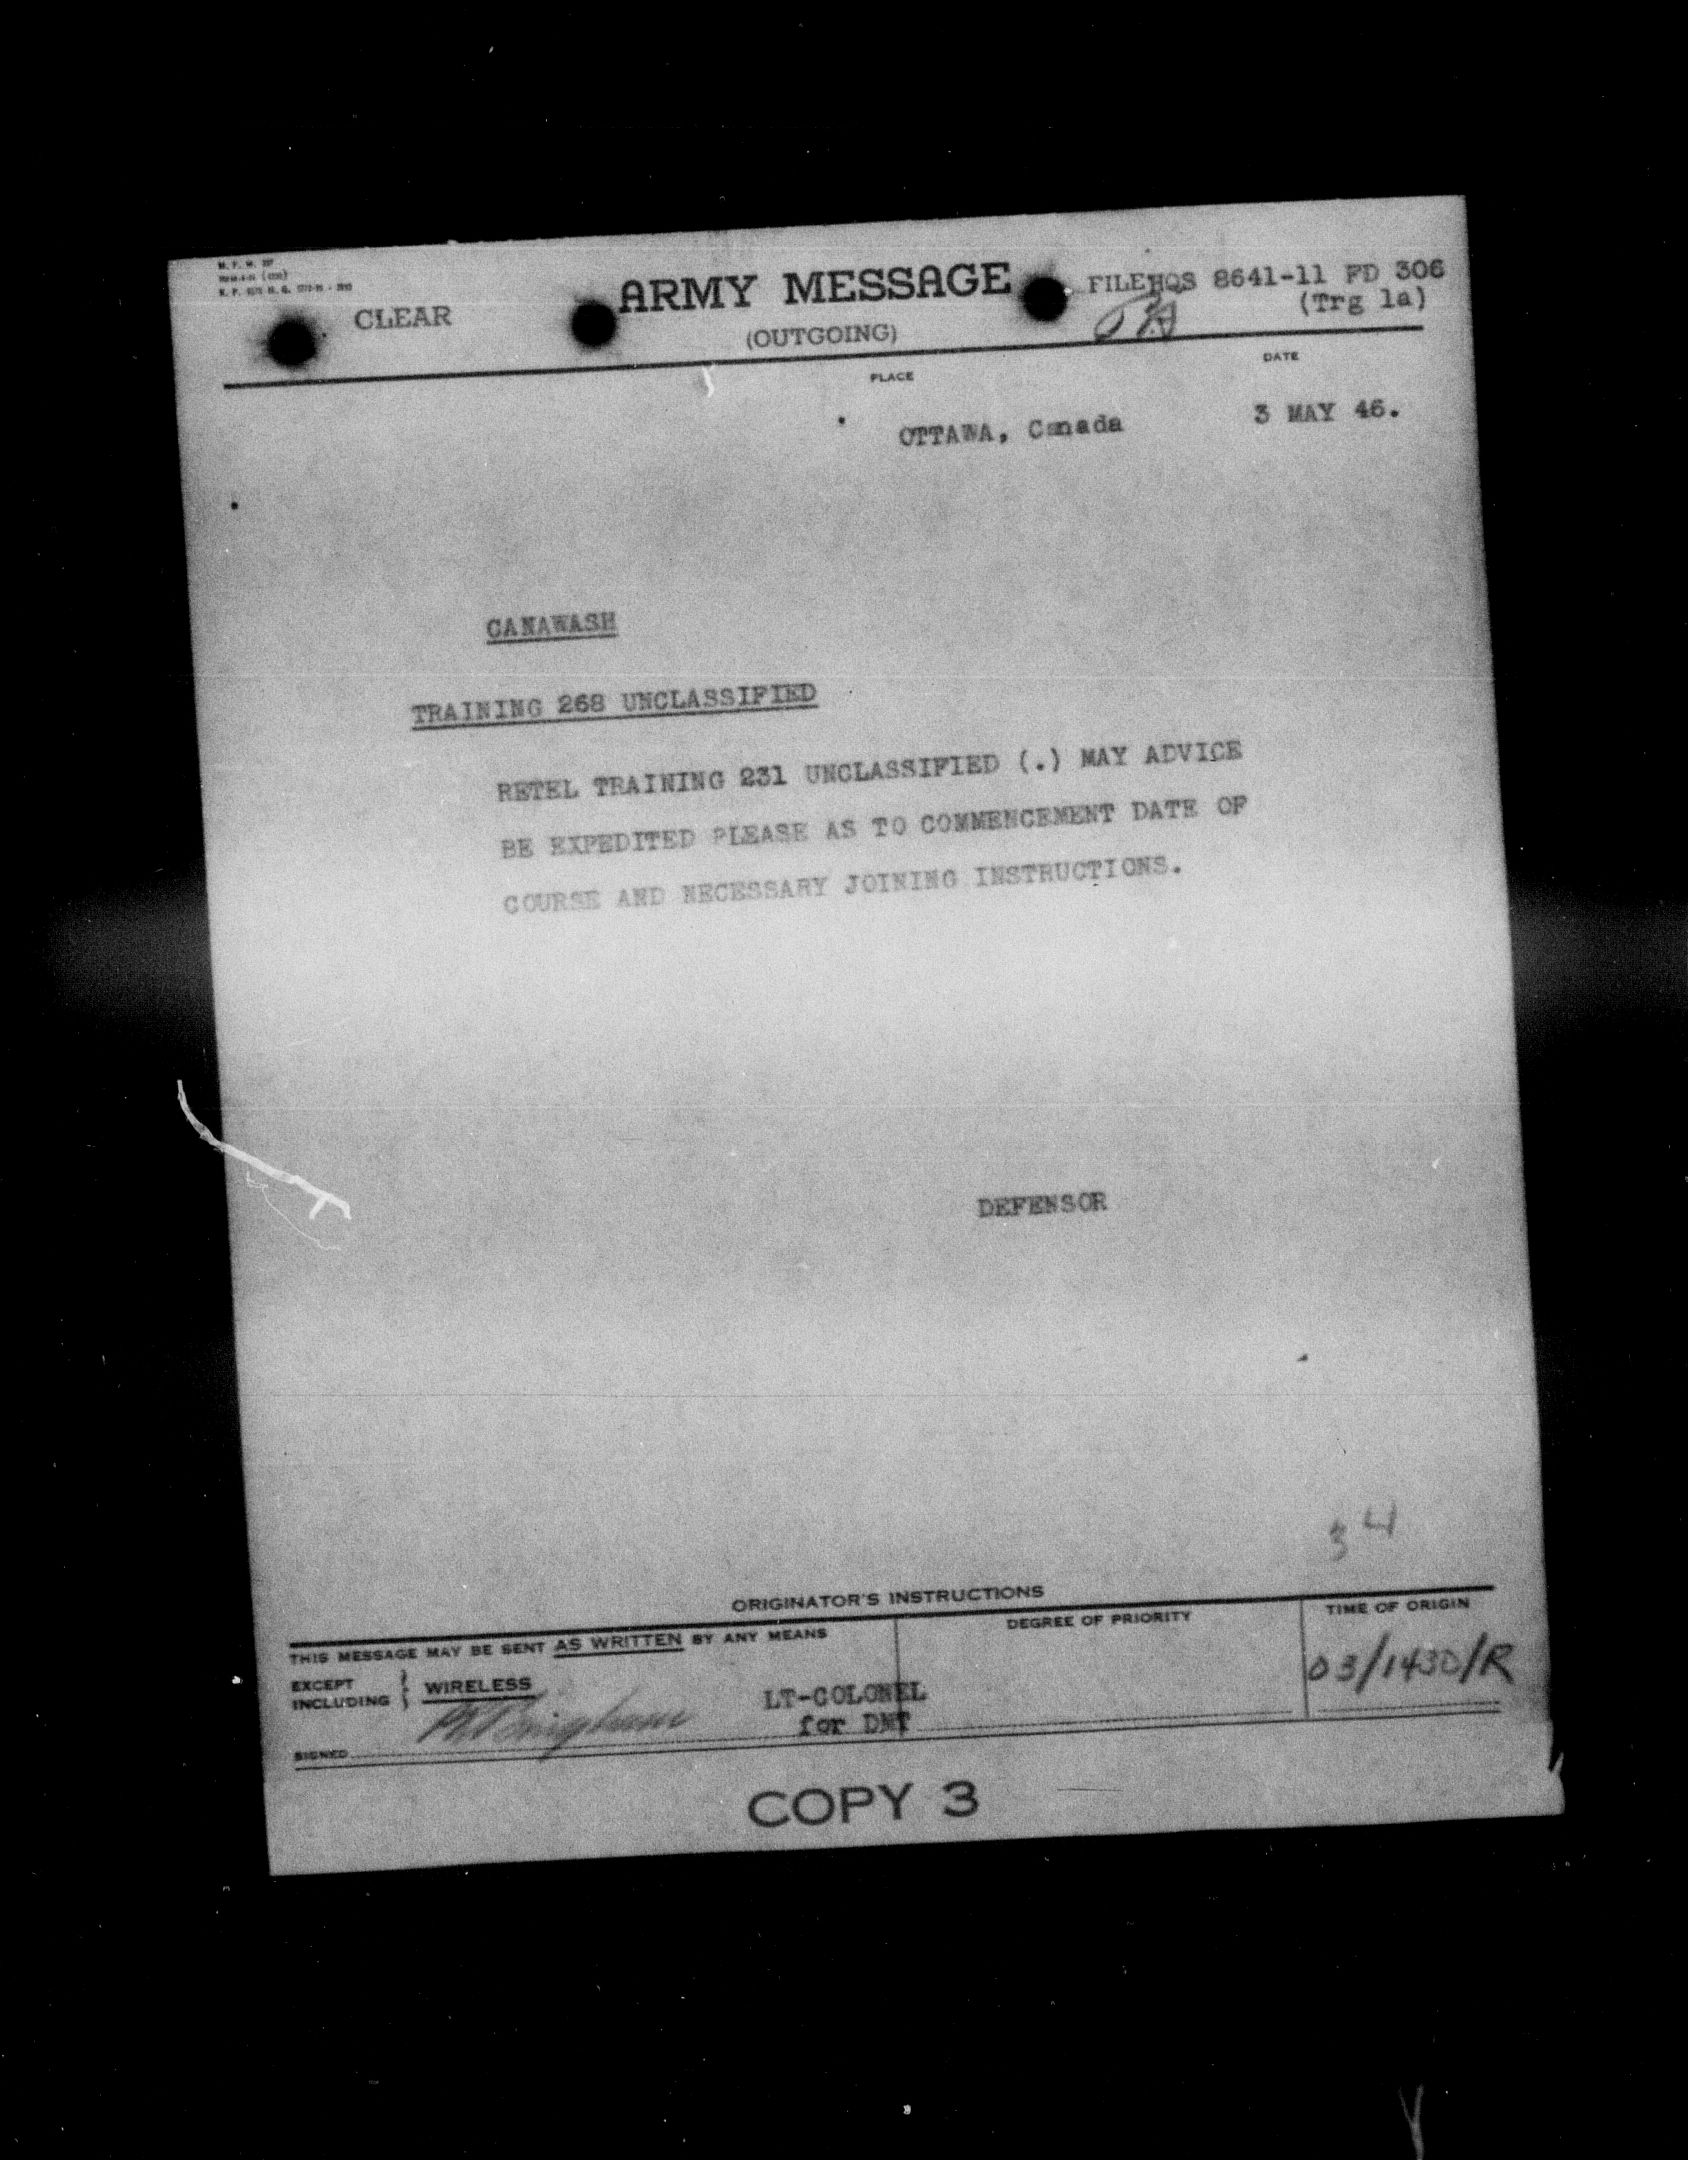 CLEAR
ARMY MESSAGE
(OUTGOING)
FILE HQS 8641-11 FD 306
(Trg 1a)
PLACE
DATE
OTTAWA, Canada
3 MAY 46.
CANAWASH
TRAINING 268 UNCLASSIFIED
RETEL TRAINING 231 UNCLASSIFIED (.) MAY ADVICE
BE EXPEDITED PLEASE AS TO COMMENCEMENT DATE OF
COURSE AND NECESSARY JOINING INSTRUCTIONS.
DEFENSOR
34
ORIGINATOR'S INSTRUCTIONS
THIS MESSAGE MAY BE SENT AS WRITTEN BY ANY MEANS
DEGREE OF PRIORITY
TIME OF ORIGIN
EXCEPT
INCLUDING
WIRELESS
03/1430/R
LT-COLONEL
for DMT
SIGNED
COPY 3